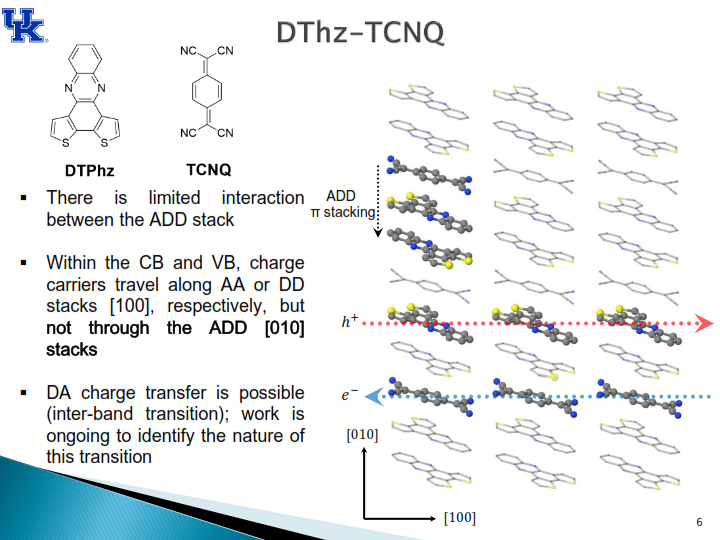 UK
DThz–TCNQ
NC CN
N N
S S
NC CN
DTPhz
TCNQ
▪ There is limited interaction
between the ADD stack
▪ Within the CB and VB, charge
carriers travel along AA or DD
stacks [100], respectively, but
not through the ADD [010]
stacks
▪ DA charge transfer is possible
(inter-band transition); work is
ongoing to identify the nature of
this transition
ADD
π stacking
h⁺
e⁻
[010]
[100]
6